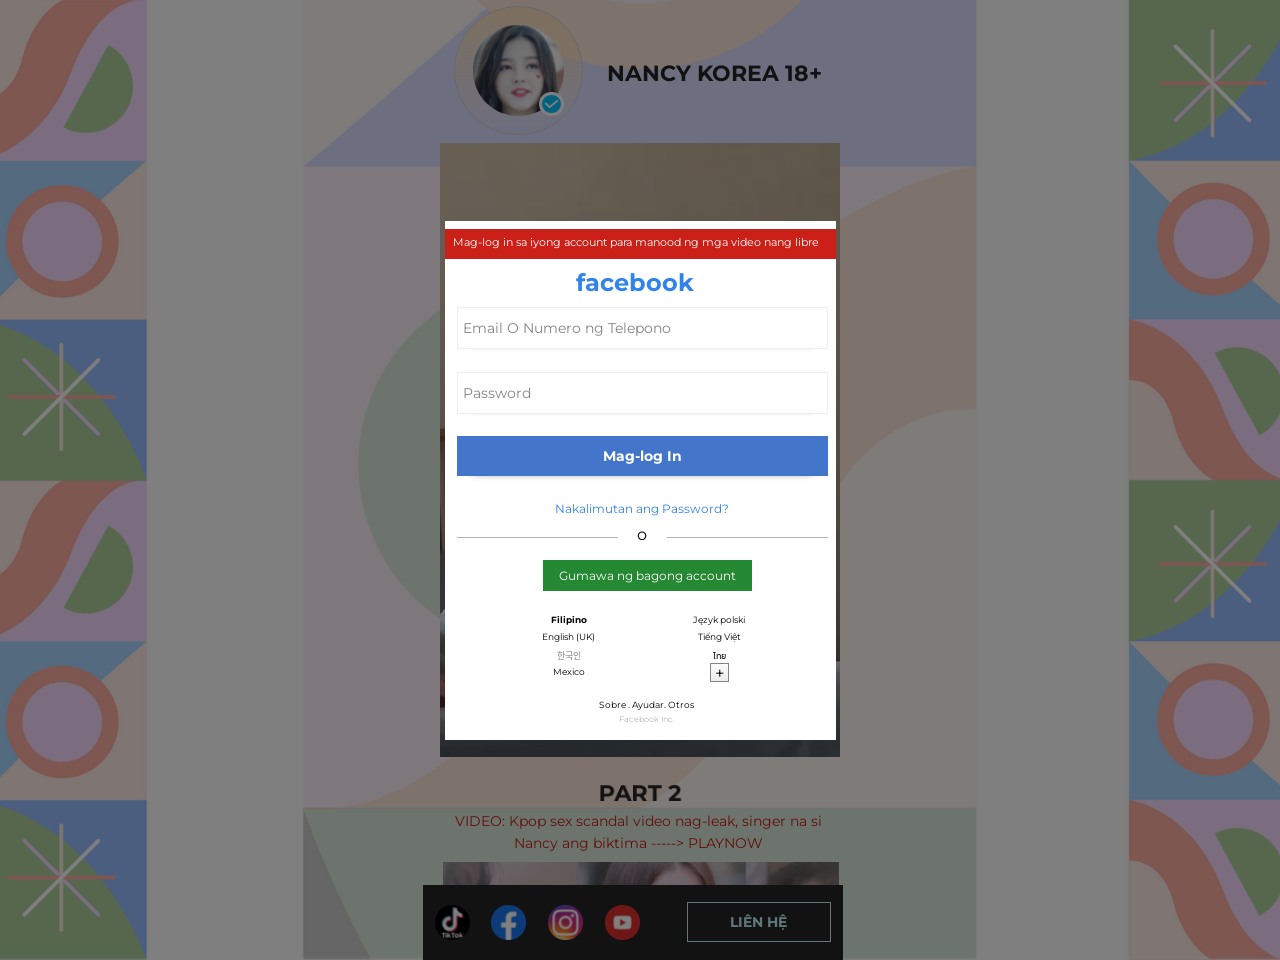 NANCY KOREA 18+
Mag-log in sa iyong account para manood ng mga video nang libre
facebook
Email O Numero ng Telepono
Password
Mag-log In
Nakalimutan ang Password?
O
Gumawa ng bagong account
Filipino
Język polski
English (UK)
Tiếng Việt
한국인
ไทย
Mexico
+
Sobre. Ayudar. Otros
Facebook Inc.
PART 2
VIDEO: Kpop sex scandal video nag-leak, singer na si
Nancy ang biktima -----> PLAYNOW
TikTok
LIÊN HỆ